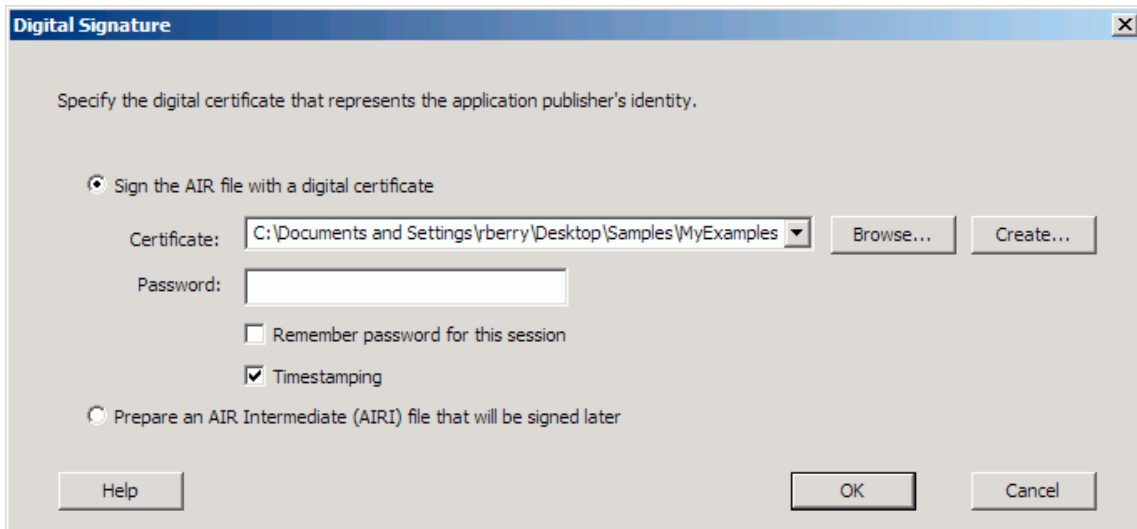 Digital Signature
Specify the digital certificate that represents the application publisher's identity.
Sign the AIR file with a digital certificate
Certificate: C:\Documents and Settings\rberry\Desktop\Samples\MyExamples Browse... Create...
Password:
Remember password for this session
Timestamping
Prepare an AIR Intermediate (AIRI) file that will be signed later
Help OK Cancel